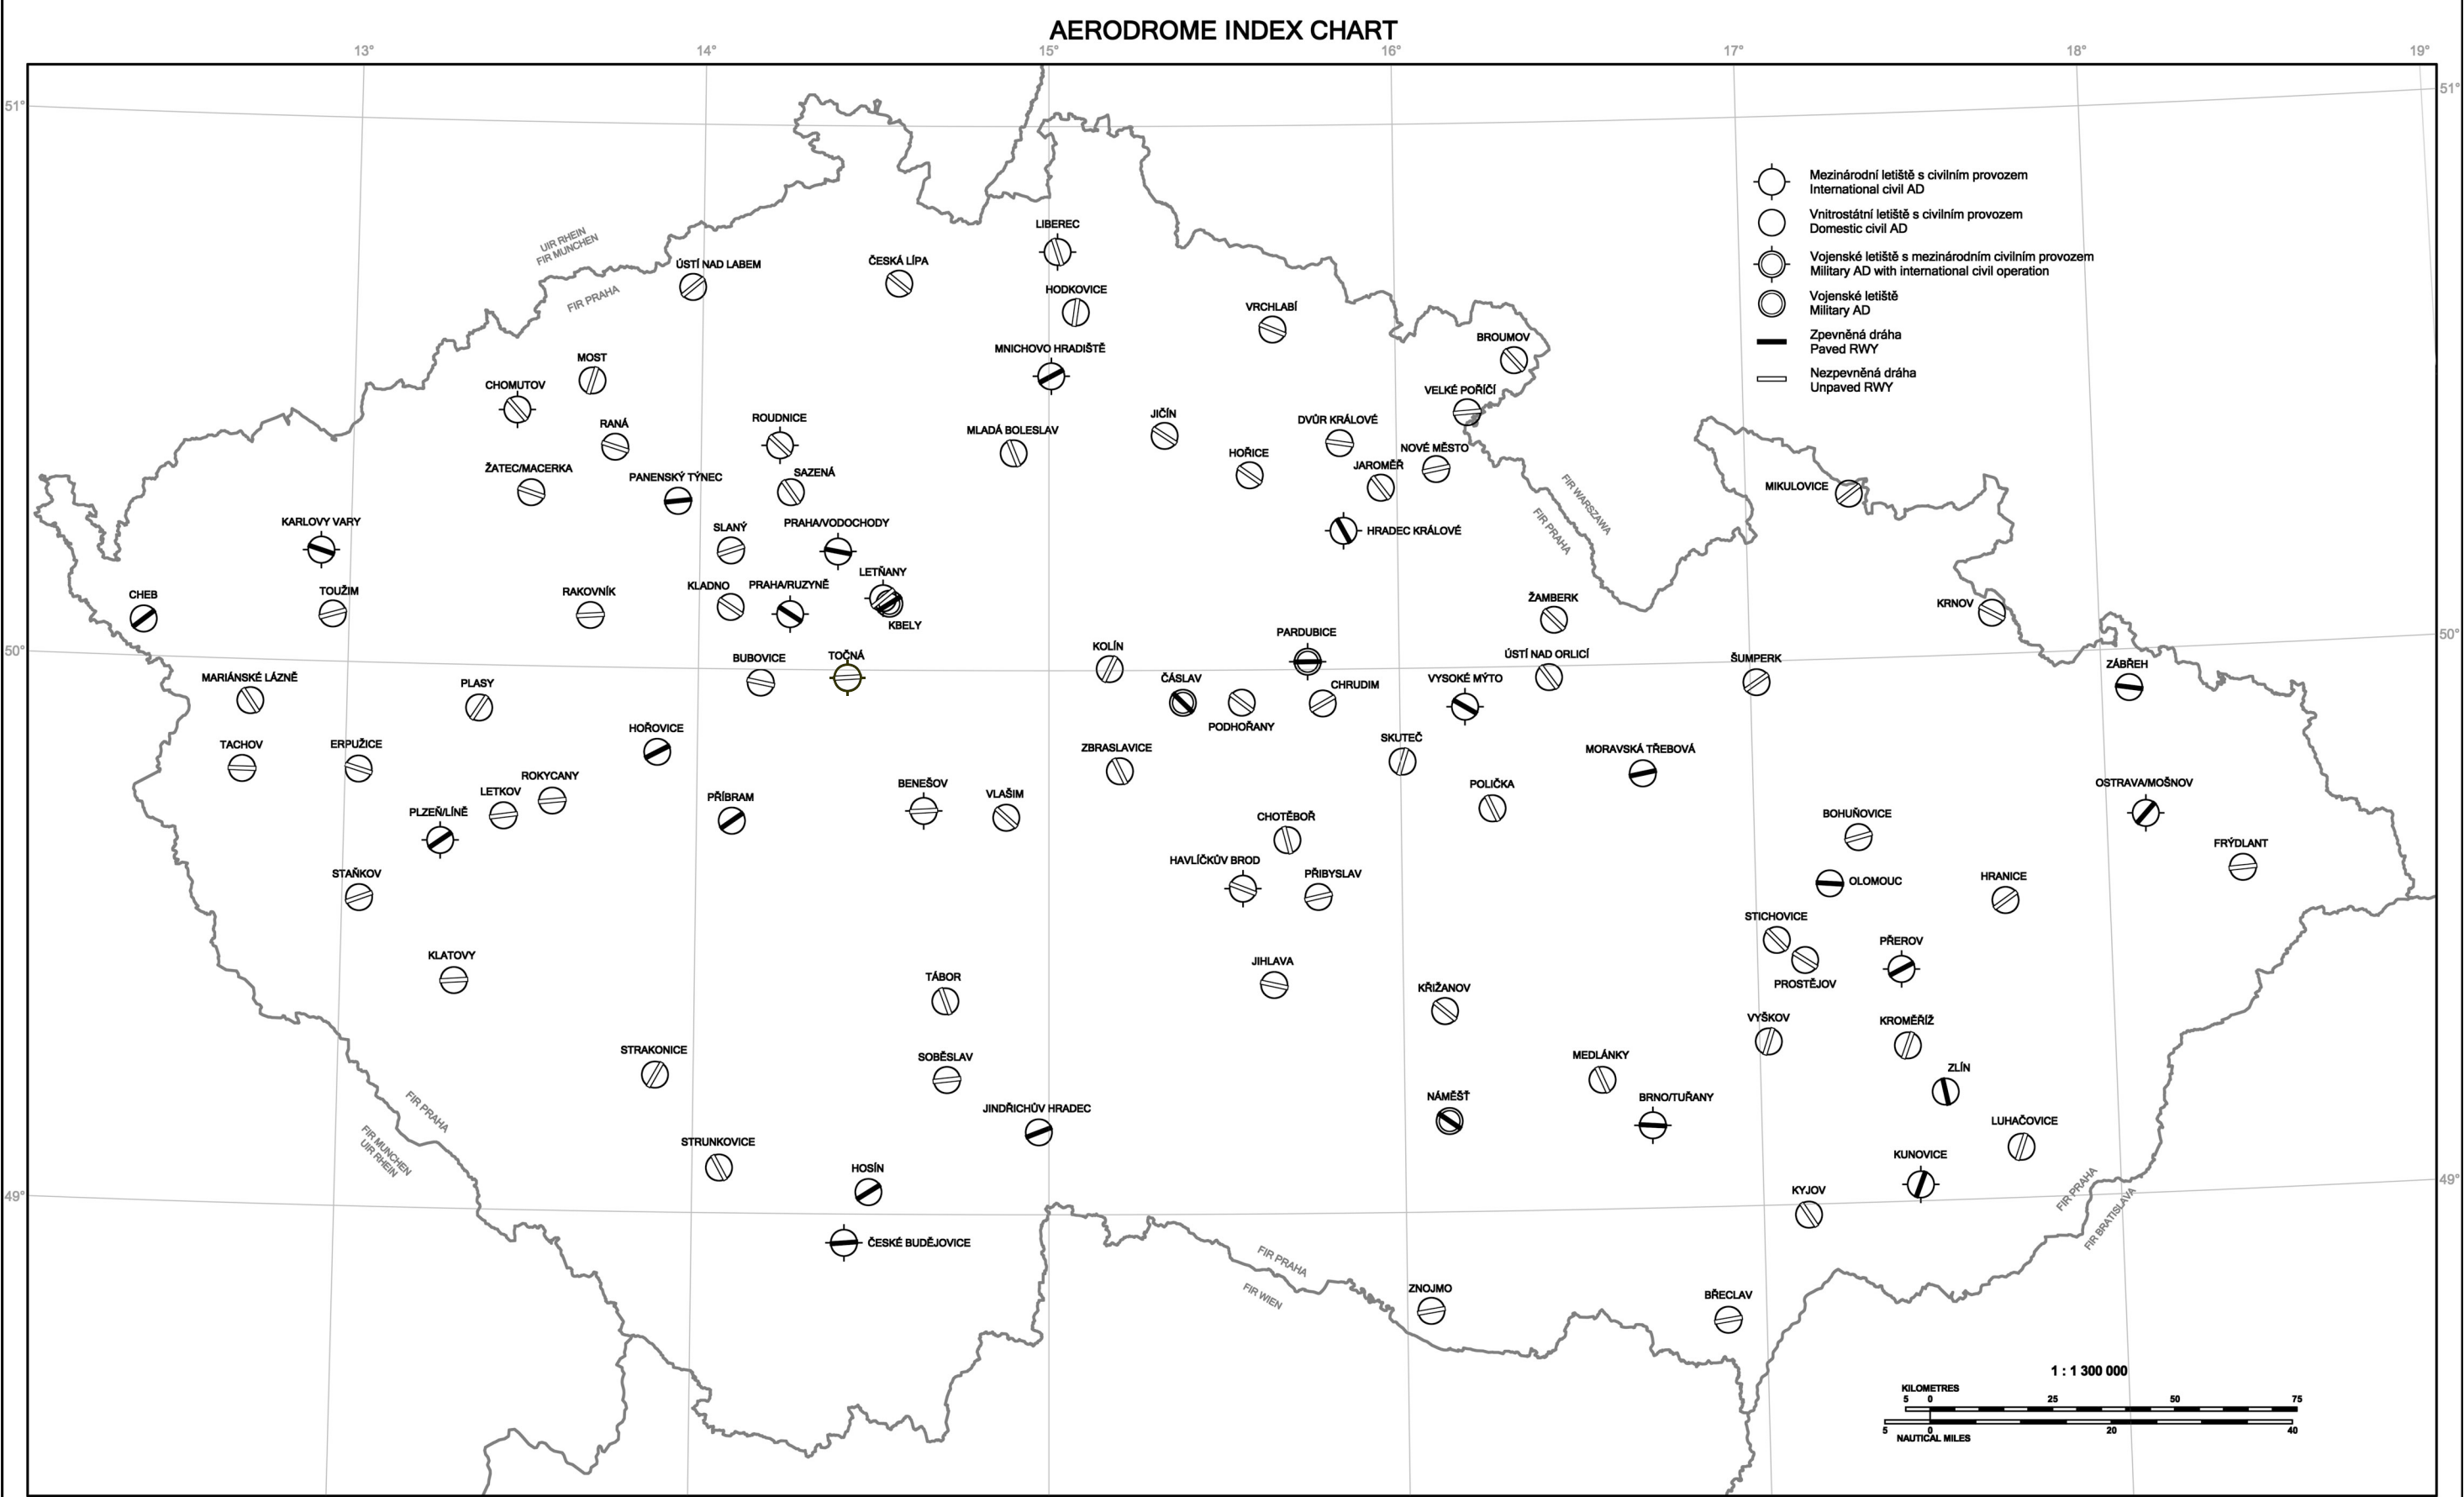 AERODROME INDEX CHART
13° 14° 15° 16° 17° 18° 19°
51° 51°
Mezinárodní letiště s civilním provozem
International civil AD
Vnitrostátní letiště s civilním provozem
Domestic civil AD
Vojenské letiště s mezinárodním civilním provozem
Military AD with international civil operation
Vojenské letiště
Military AD
Zpevněná dráha
Paved RWY
Nezpevněná dráha
Unpaved RWY
UIR RHEIN
FIR MUNCHEN
FIR PRAHA
LIBEREC
ÚSTÍ NAD LABEM
ČESKÁ LÍPA
HODKOVICE
VRCHLABÍ
BROUMOV
MNICHOVO HRADIŠTĚ
MOST
CHOMUTOV
VELKÉ POŘÍČÍ
RANÁ
ROUDNICE
JIČÍN
DVŮR KRÁLOVÉ
MLADÁ BOLESLAV
NOVÉ MĚSTO
HOŘICE
JAROMĚŘ
ŽATEC/MACERKA
PANENSKÝ TÝNEC
SAZENÁ
FIR WARSZAWA
FIR PRAHA
MIKULOVICE
KARLOVY VARY
SLANÝ
PRAHA/VODOCHODY
HRADEC KRÁLOVÉ
LETŇANY
CHEB
TOUŽIM
RAKOVNÍK
KLADNO
PRAHA/RUZYNĚ
KBELY
ŽAMBERK
KRNOV
50° 50°
PARDUBICE
KOLÍN
BUBOVICE
TOČNÁ
ÚSTÍ NAD ORLICÍ
ŠUMPERK
ZÁBŘEH
MARIÁNSKÉ LÁZNĚ
PLASY
ČÁSLAV
CHRUDIM
VYSOKÉ MÝTO
PODHOŘANY
HOŘOVICE
TACHOV
ERPUŽICE
ZBRASLAVICE
SKUTEČ
MORAVSKÁ TŘEBOVÁ
ROKYCANY
LETKOV
BENEŠOV
VLAŠIM
POLIČKA
OSTRAVA/MOŠNOV
PŘÍBRAM
PLZEŇ/LÍNĚ
CHOTĚBOŘ
BOHUŇOVICE
FRÝDLANT
HAVLÍČKŮV BROD
PŘIBYSLAV
STAŇKOV
OLOMOUC
HRANICE
STICHOVICE
KLATOVY
PŘEROV
TÁBOR
JIHLAVA
PROSTĚJOV
KŘIŽANOV
VYŠKOV
KROMĚŘÍŽ
STRAKONICE
SOBĚSLAV
MEDLÁNKY
ZLÍN
FIR PRAHA
FIR MUNCHEN
UIR RHEIN
JINDŘICHŮV HRADEC
NÁMĚŠŤ
BRNO/TUŘANY
LUHAČOVICE
STRUNKOVICE
HOSÍN
KUNOVICE
49° 49°
KYJOV
FIR PRAHA
FIR BRATISLAVA
ČESKÉ BUDĚJOVICE
FIR PRAHA
FIR WIEN
ZNOJMO
BŘECLAV
1 : 1 300 000
KILOMETRES
5 0 25 50 75
5 0 20 40
NAUTICAL MILES